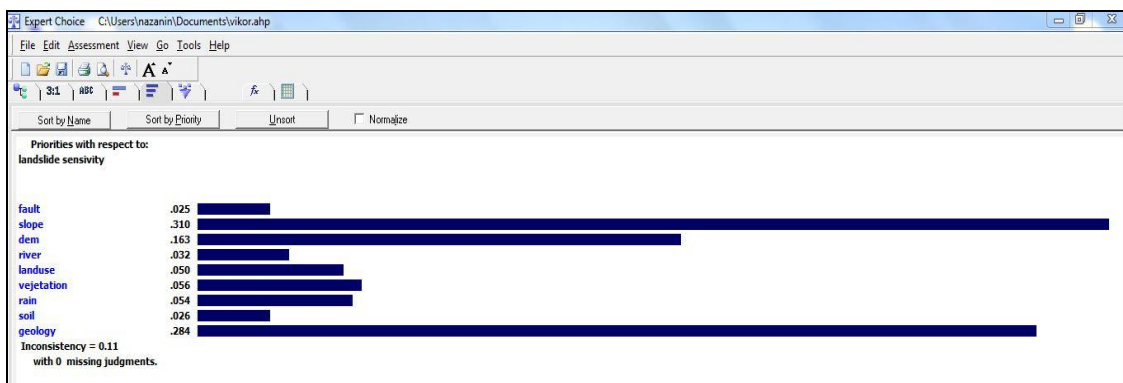 Expert Choice C:\Users\nazanin\Documents\vikor.ahp
File Edit Assessment View Go Tools Help
A A
3:1 ABC fx
Sort by Name Sort by Priority Unsort Normalize
Priorities with respect to:
landslide sensivity
fault .025
slope .310
dem .163
river .032
landuse .050
vejetation .056
rain .054
soil .026
geology .284
Inconsistency = 0.11
with 0 missing judgments.